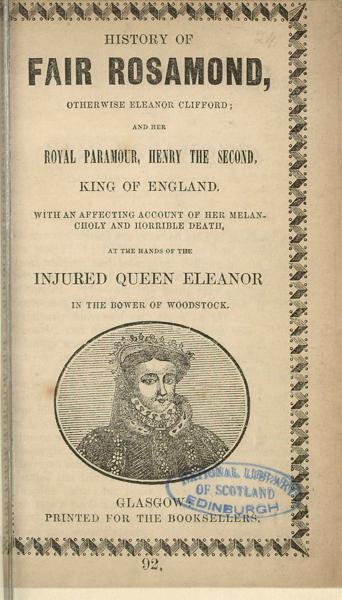 HISTORY OF
FAIR ROSAMOND,
OTHERWISE ELEANOR CLIFFORD;
AND HER
ROYAL PARAMOUR, HENRY THE SECOND,
KING OF ENGLAND.
WITH AN AFFECTING ACCOUNT OF HER MELAN-
CHOLY AND HORRIBLE DEATH,
AT THE HANDS OF THE
INJURED QUEEN ELEANOR
IN THE BOWER OF WOODSTOCK.
NATIONAL LIBRARY
OF SCOTLAND
EDINBURGH
GLASGOW
PRINTED FOR THE BOOKSELLERS.
92.